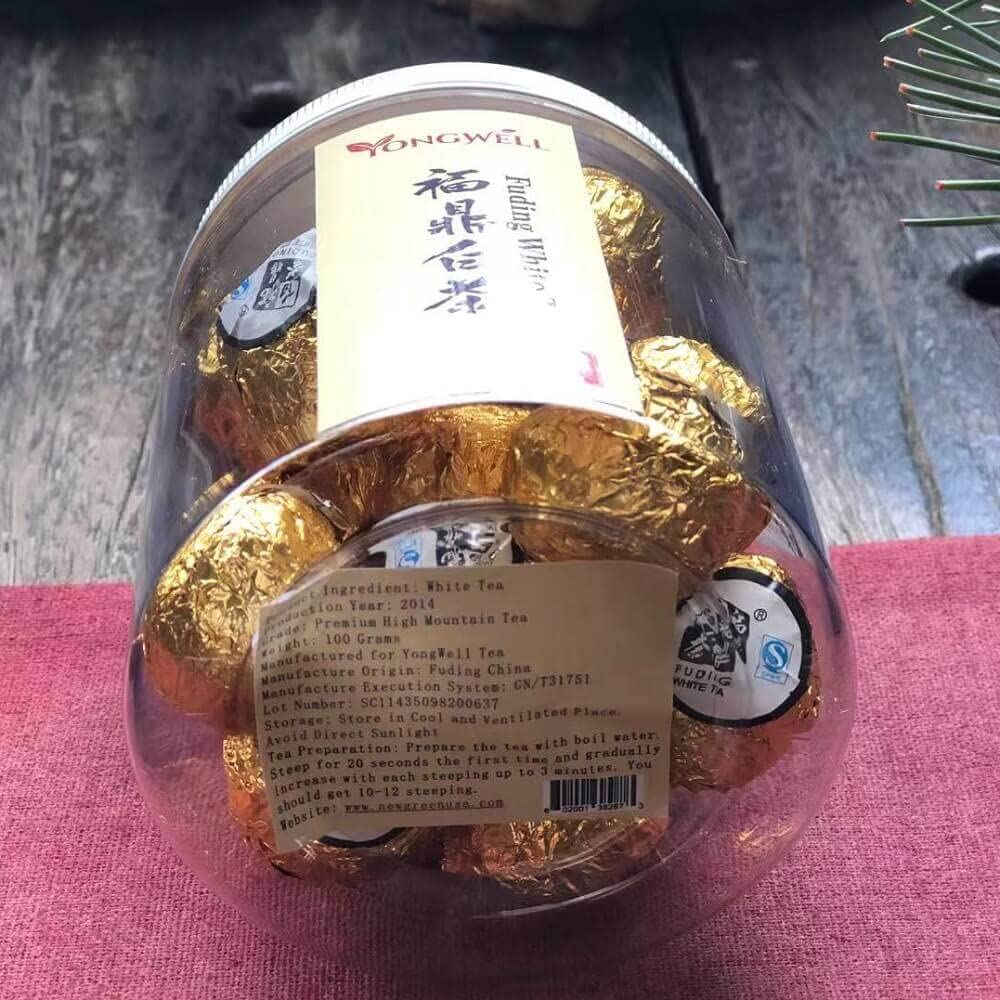 YONGWELL
福鼎白茶
Fuding White
Product Ingredient: White Tea
Production Year: 2014
Grade: Premium High Mountain Tea
Weight: 100 Grams
Manufactured for YongWell Tea
Manufacture Origin: Fuding China
Manufacture Execution System: GN/T31751
Lot Number: SC11435098200637
Storage: Store in Cool and Ventilated Place.
Avoid Direct Sunlight
Tea Preparation: Prepare the tea with boil water.
Steep for 20 seconds the first time and gradually
increase with each steeping up to 3 minutes. You
should get 10-12 steeping.
Website: www.newgreenusa.com
FUDING
WHITE TEA
®
S